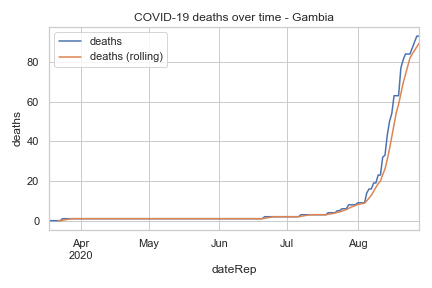 COVID-19 deaths over time - Gambia
deaths
deaths (rolling)
80
60
40
20
0
deaths
Apr
2020
May
Jun
Jul
Aug
dateRep